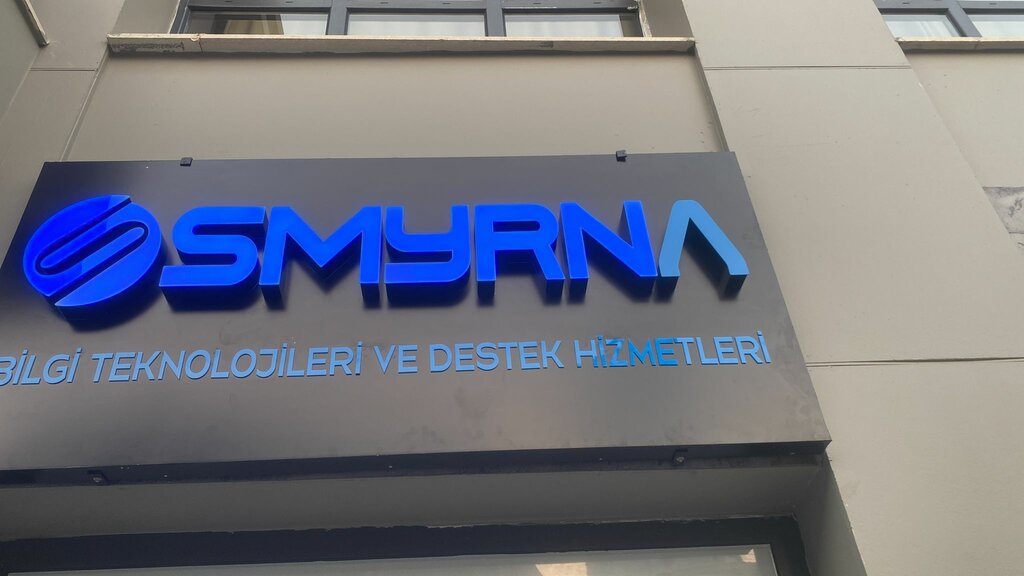 SMYRNA
BİLGİ TEKNOLOJİLERİ VE DESTEK HİZMETLERİ